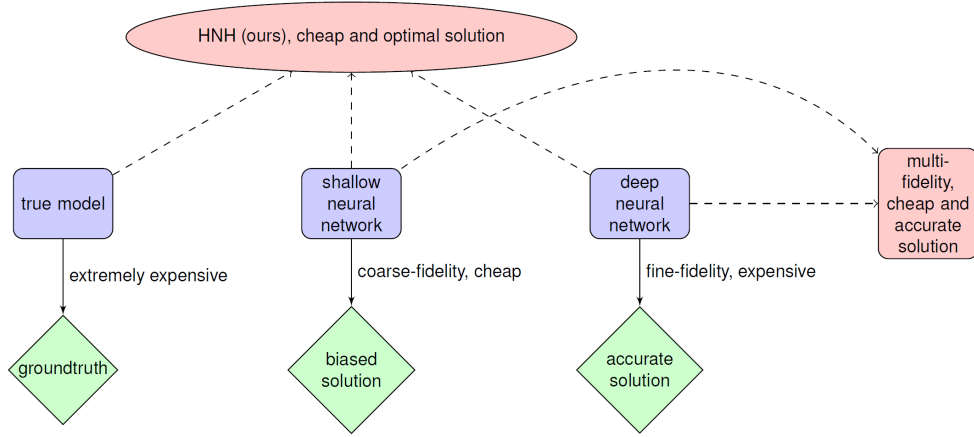 HNH (ours), cheap and optimal solution
true model
shallow
neural
network
deep
neural
network
multi-
fidelity,
cheap and
accurate
solution
extremely expensive
coarse-fidelity, cheap
fine-fidelity, expensive
groundtruth
biased
solution
accurate
solution